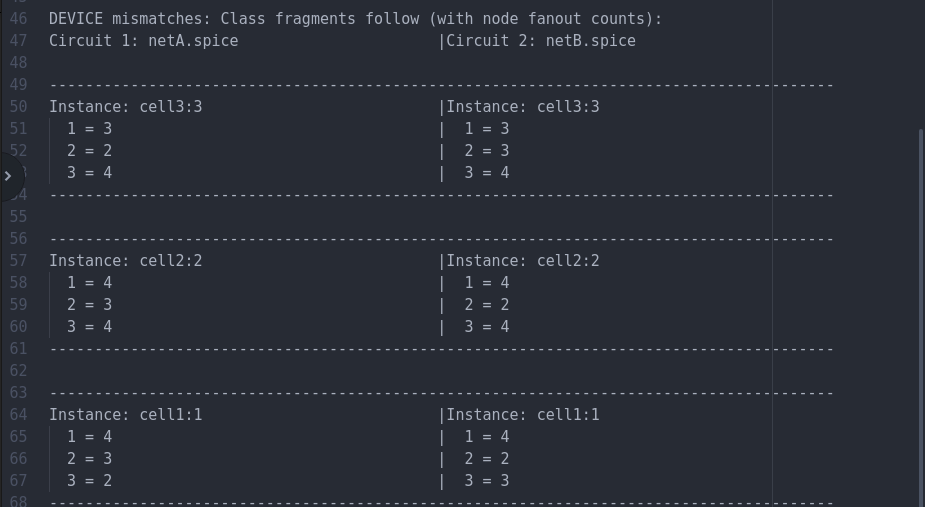 46 DEVICE mismatches: Class fragments follow (with node fanout counts):
47 Circuit 1: netA.spice                      |Circuit 2: netB.spice
48
49 ---------------------------------------------------------------------------------------
50 Instance: cell3:3                          |Instance: cell3:3
51   1 = 3                                    |  1 = 3
52   2 = 2                                    |  2 = 3
  3 = 4                                    |  3 = 4
54 ---------------------------------------------------------------------------------------
55
56 ---------------------------------------------------------------------------------------
57 Instance: cell2:2                          |Instance: cell2:2
58   1 = 4                                    |  1 = 4
59   2 = 3                                    |  2 = 2
60   3 = 4                                    |  3 = 4
61 ---------------------------------------------------------------------------------------
62
63 ---------------------------------------------------------------------------------------
64 Instance: cell1:1                          |Instance: cell1:1
65   1 = 4                                    |  1 = 4
66   2 = 3                                    |  2 = 2
67   3 = 2                                    |  3 = 3
68 ---------------------------------------------------------------------------------------